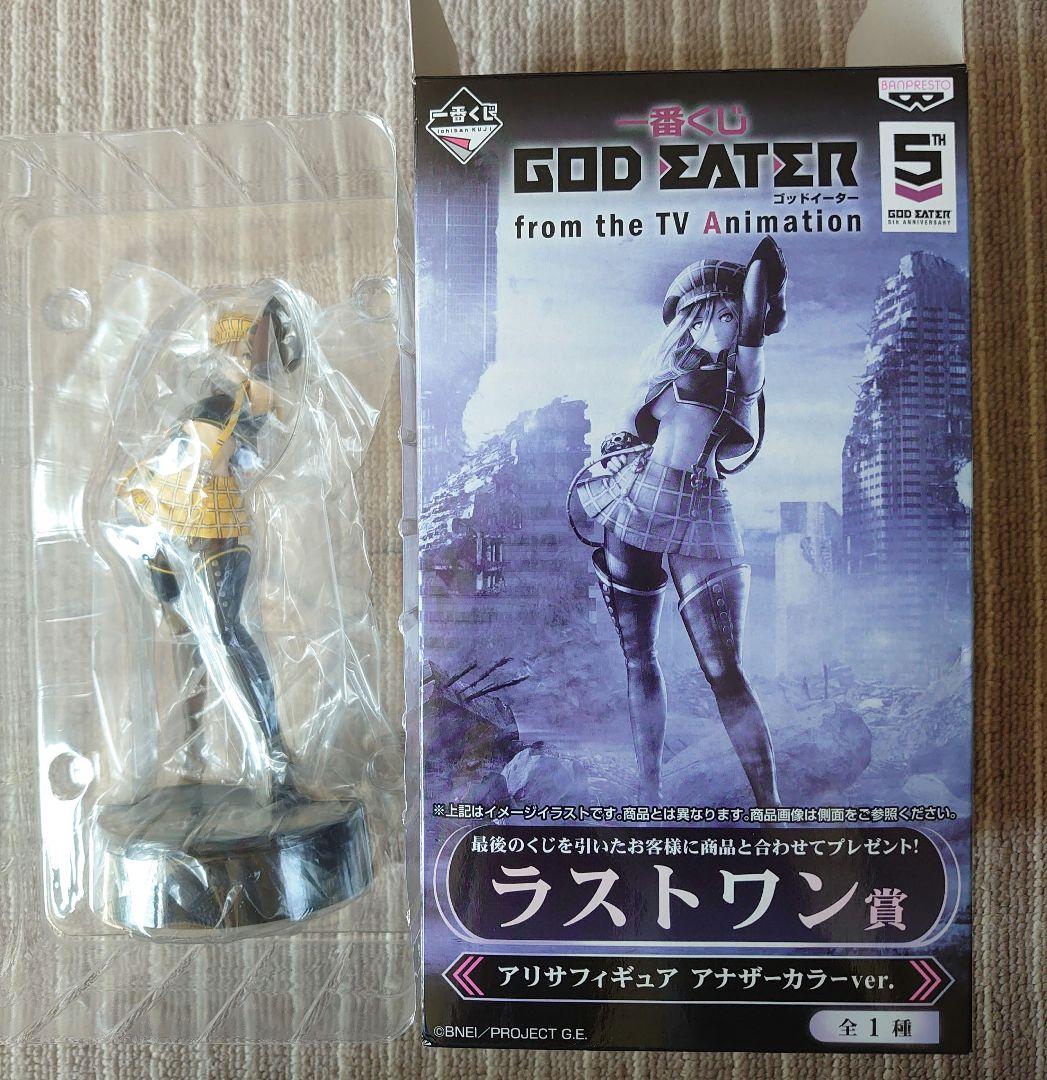 一番くじ
Ichiban KUJI
BANPRESTO
一番くじ
GOD EATER
ゴッドイーター
from the TV Animation
5TH
GOD EATER
5th ANNIVERSARY
※上記はイメージイラストです。商品とは異なります。商品画像は側面をご参照ください。
最後のくじを引いたお客様に商品と合わせてプレゼント!
ラストワン賞
アリサフィギュア アナザーカラーver.
©BNEI/PROJECT G.E.
全1種